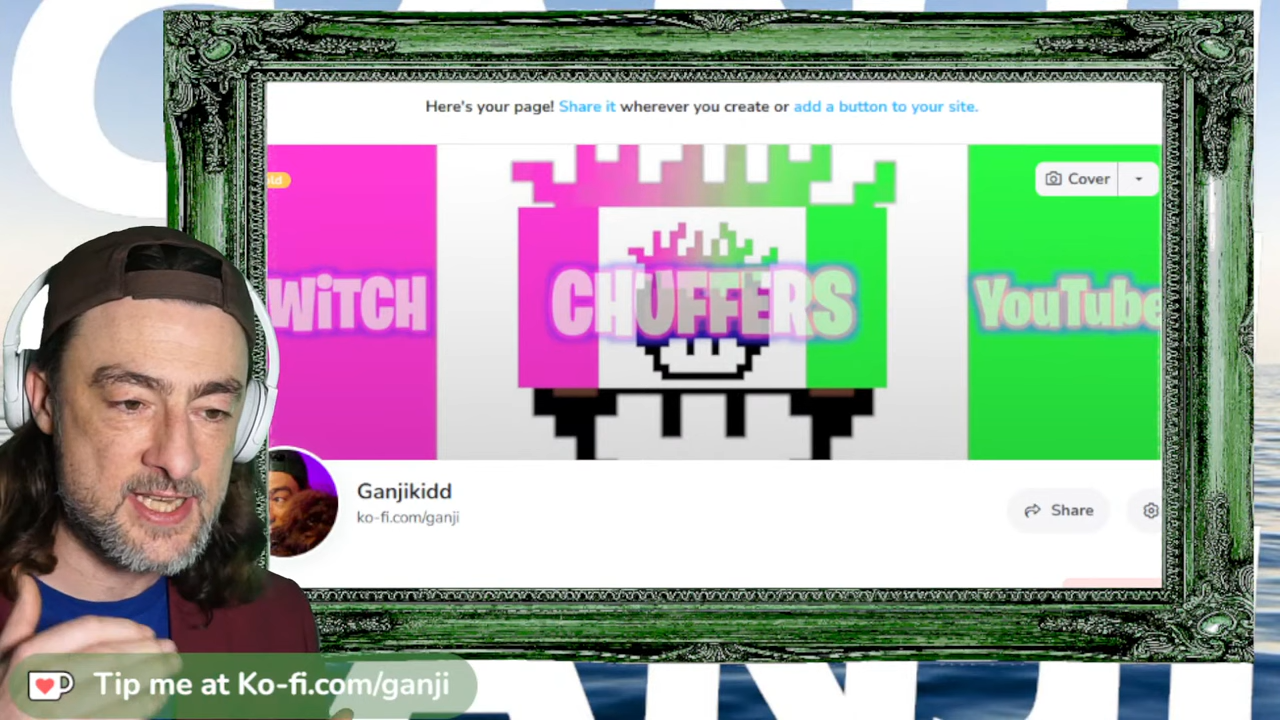 Here's your page! Share it wherever you create or add a button to your site.
Cover
WiTCH
CHUFFERS
YouTube
Ganjikidd
ko-fi.com/ganji
Share
Tip me at Ko-fi.com/ganji